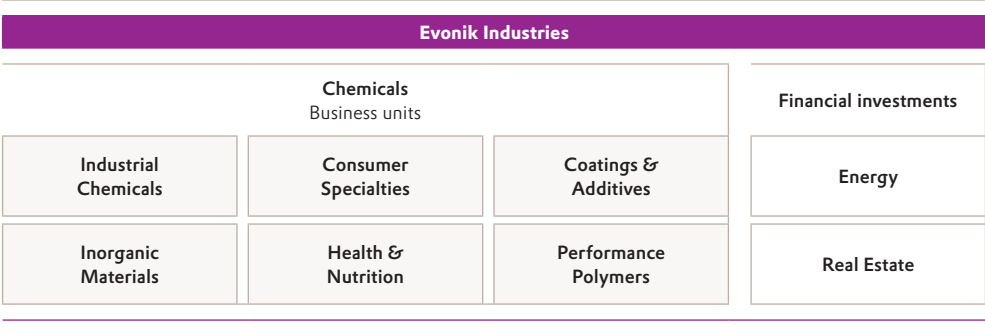 Evonik Industries
Chemicals
Business units
Financial investments
Industrial
Chemicals
Consumer
Specialties
Coatings &
Additives
Energy
Inorganic
Materials
Health &
Nutrition
Performance
Polymers
Real Estate